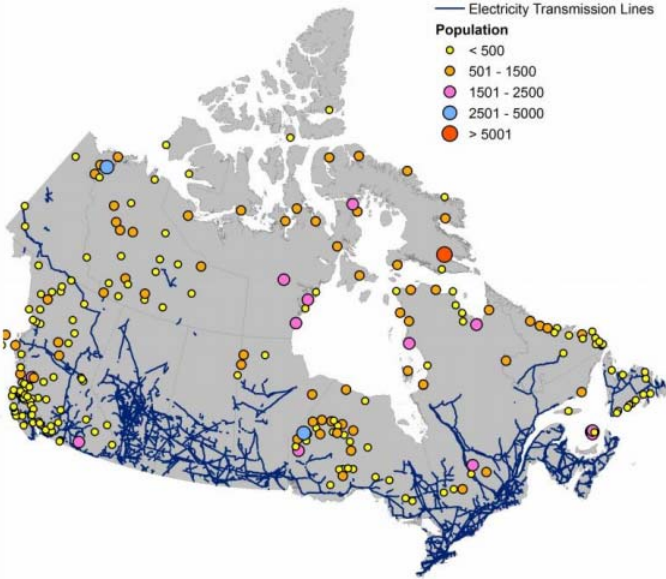 Electricity Transmission Lines
Population
< 500
501 - 1500
1501 - 2500
2501 - 5000
> 5001